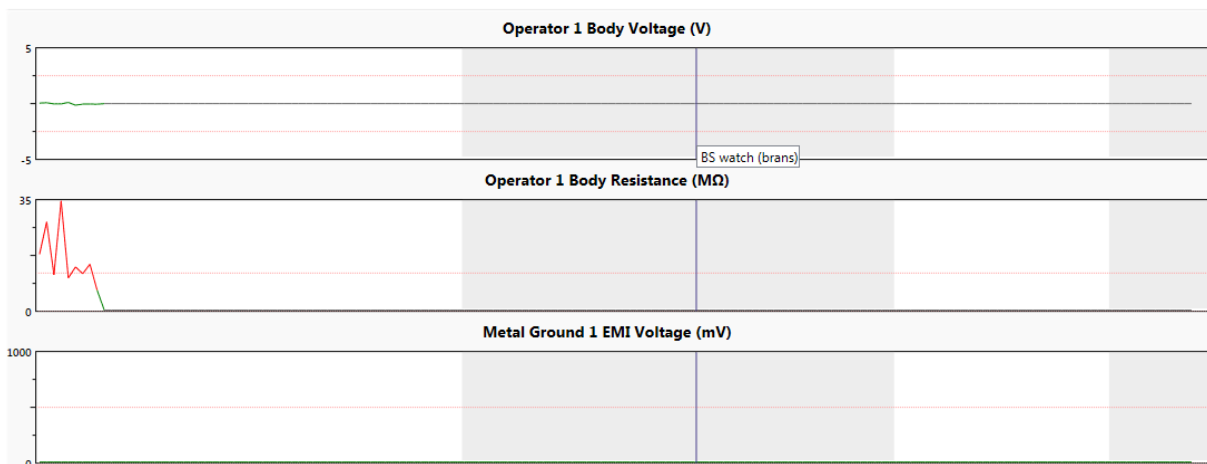 Operator 1 Body Voltage (V)
5
-5
BS watch (brans)
Operator 1 Body Resistance (MΩ)
35
0
Metal Ground 1 EMI Voltage (mV)
1000
0